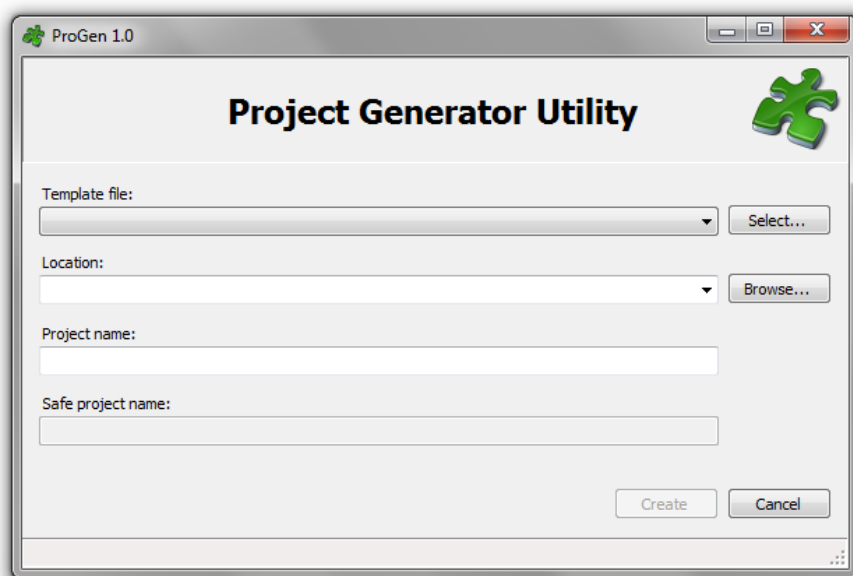 ProGen 1.0
Project Generator Utility
Template file:
Select...
Location:
Browse...
Project name:
Safe project name:
Create
Cancel